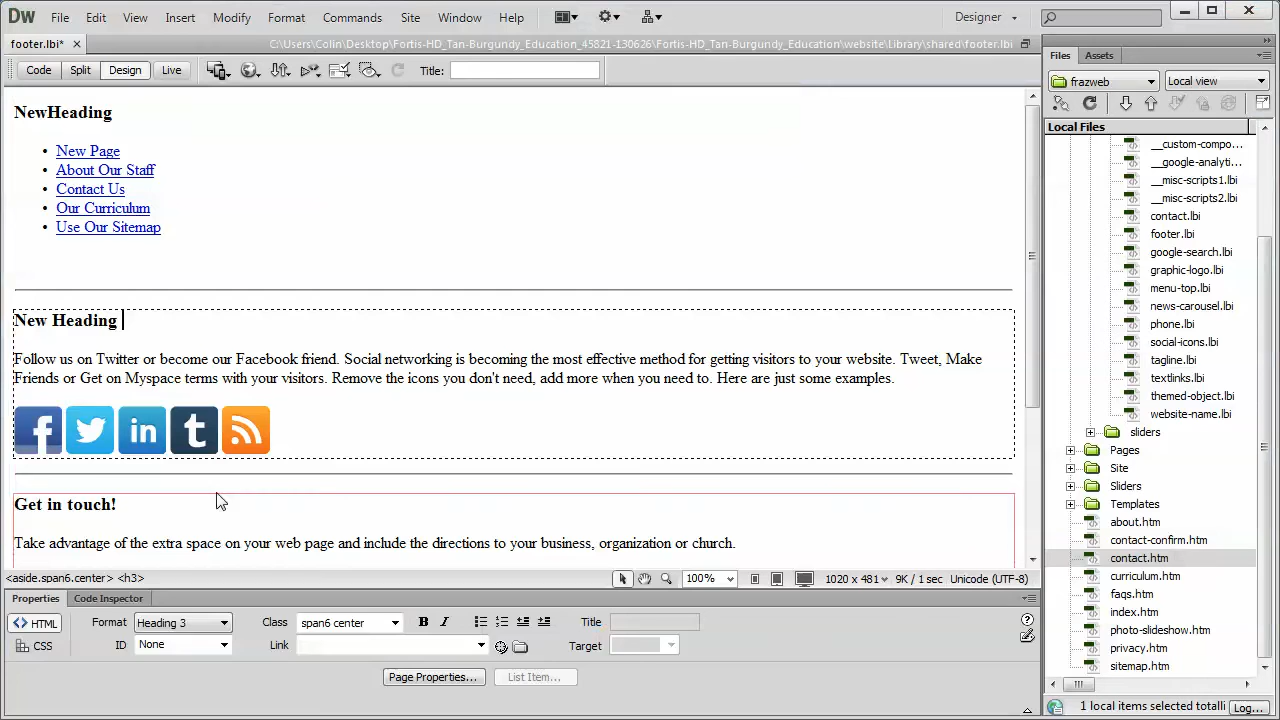 Dw File Edit View Insert Modify Format Commands Site Window Help Designer
footer.lbi* × C:\Users\Colin\Desktop\Fortis-HD_Tan-Burgundy_Education_45821-130626\Fortis-HD_Tan-Burgundy_Education\website\Library\shared\footer.lbi
Code Split Design Live Title:
NewHeading
• New Page
• About Our Staff
• Contact Us
• Our Curriculum
• Use Our Sitemap
New Heading
Follow us on Twitter or become our Facebook friend. Social networking is becoming the most effective method for getting visitors to your website. Tweet, Make
Friends or Get on Myspace terms with your visitors. Remove the icons you don't need, add more when you need to. Here are just some examples.
f in t
Get in touch!
Take advantage of the extra space on your web page and include the directions to your business, organization or church.
<aside.span6.center> <h3> 100% 1020 x 481 9K / 1 sec Unicode (UTF-8)
Properties Code Inspector
<> HTML Format Heading 3 Class span6 center B I Title
CSS ID None Link Target
Page Properties... List Item...
Files Assets
frazweb Local view
Local Files
__custom-compo...
__google-analyti...
__misc-scripts1.lbi
__misc-scripts2.lbi
contact.lbi
footer.lbi
google-search.lbi
graphic-logo.lbi
menu-top.lbi
news-carousel.lbi
phone.lbi
social-icons.lbi
tagline.lbi
textlinks.lbi
themed-object.lbi
website-name.lbi
sliders
Pages
Site
Sliders
Templates
about.htm
contact-confirm.htm
contact.htm
curriculum.htm
faqs.htm
index.htm
photo-slideshow.htm
privacy.htm
sitemap.htm
1 local items selected totalli Log...